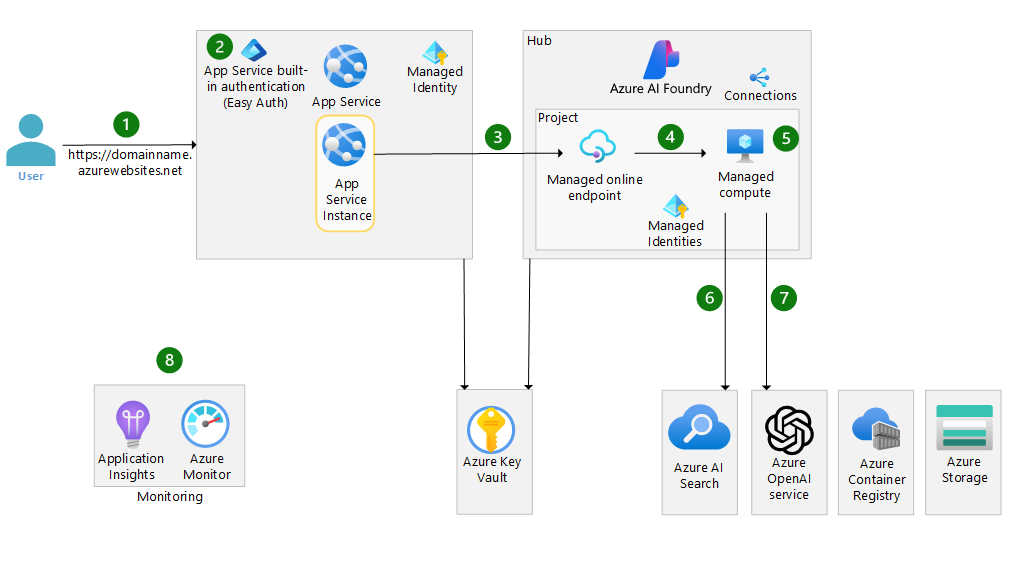 1
https://domainname.
azurewebsites.net
User
2
App Service built-
in authentication
(Easy Auth)
App Service
Managed
Identity
App
Service
Instance
3
Hub
Azure AI Foundry
Connections
Project
Managed online
endpoint
4
Managed
compute
5
Managed
Identities
6
7
8
Application
Insights
Azure
Monitor
Monitoring
Azure Key
Vault
Azure AI
Search
Azure
OpenAI
service
Azure
Container
Registry
Azure
Storage